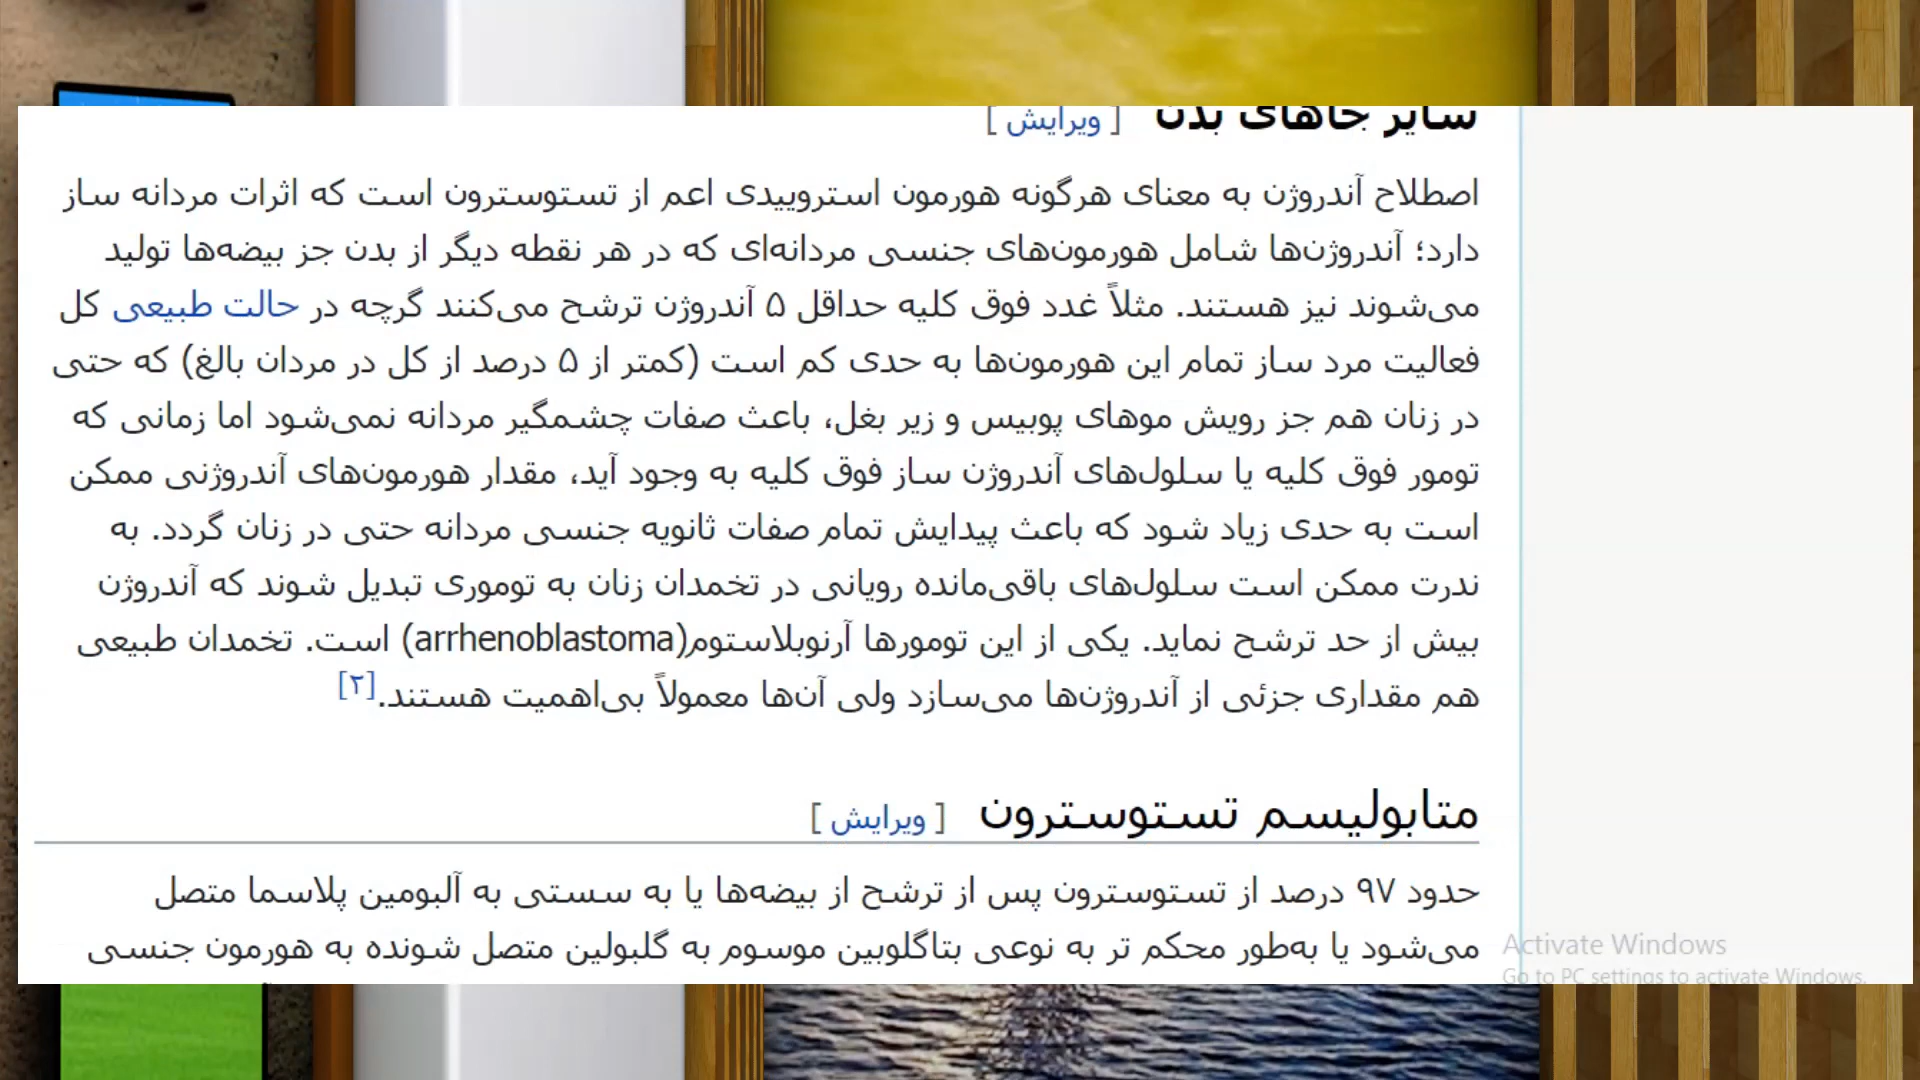 سایر جاهای بدن [ ویرایش ]
اصطلاح آندروژن به معنای هرگونه هورمون استروییدی اعم از تستوسترون است که اثرات مردانه ساز
دارد؛ آندروژن‌ها شامل هورمون‌های جنسی مردانه‌ای که در هر نقطه دیگر از بدن جز بیضه‌ها تولید
می‌شوند نیز هستند. مثلاً غدد فوق کلیه حداقل ۵ آندروژن ترشح می‌کنند گرچه در حالت طبیعی کل
فعالیت مرد ساز تمام این هورمون‌ها به حدی کم است (کمتر از ۵ درصد از کل در مردان بالغ) که حتی
در زنان هم جز رویش موهای پوبیس و زیر بغل، باعث صفات چشمگیر مردانه نمی‌شود اما زمانی که
تومور فوق کلیه یا سلول‌های آندروژن ساز فوق کلیه به وجود آید، مقدار هورمون‌های آندروژنی ممکن
است به حدی زیاد شود که باعث پیدایش تمام صفات ثانویه جنسی مردانه حتی در زنان گردد. به
ندرت ممکن است سلول‌های باقی‌مانده رویانی در تخمدان زنان به توموری تبدیل شوند که آندروژن
بیش از حد ترشح نماید. یکی از این تومورها آرنوبلاستوم(arrhenoblastoma) است. تخمدان طبیعی
هم مقداری جزئی از آندروژن‌ها می‌سازد ولی آن‌ها معمولاً بی‌اهمیت هستند.[۲]
متابولیسم تستوسترون [ ویرایش ]
حدود ۹۷ درصد از تستوسترون پس از ترشح از بیضه‌ها یا به سستی به آلبومین پلاسما متصل
می‌شود یا به‌طور محکم تر به نوعی بتاگلوبین موسوم به گلبولین متصل شونده به هورمون جنسی
Activate Windows
Go to PC settings to activate Windows.